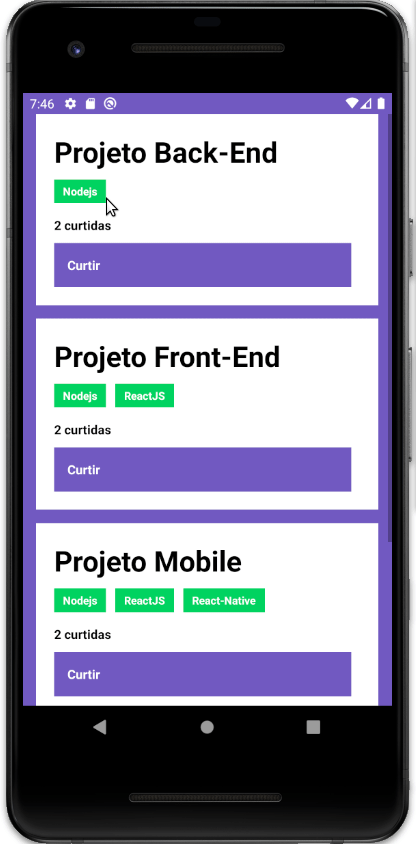 7:46
Projeto Back-End
Nodejs
2 curtidas
Curtir
Projeto Front-End
Nodejs ReactJS
2 curtidas
Curtir
Projeto Mobile
Nodejs ReactJS React-Native
2 curtidas
Curtir